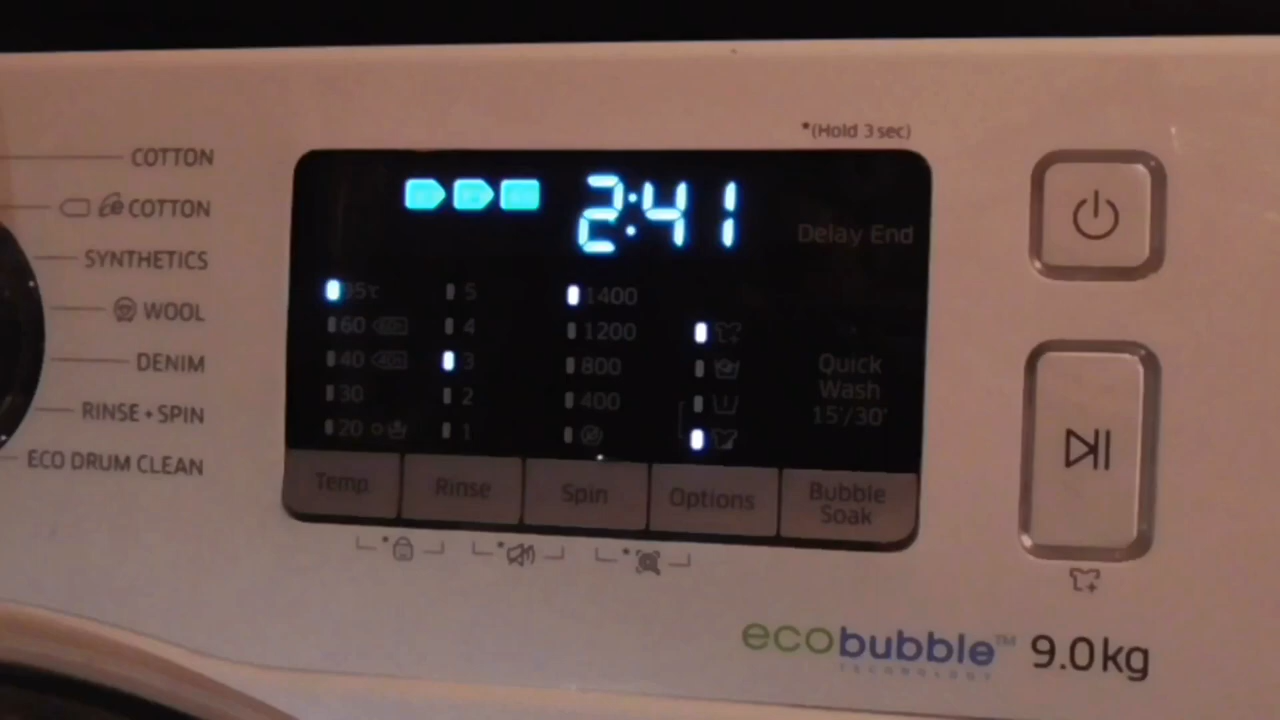 *(Hold 3 sec)
COTTON
COTTON
SYNTHETICS
WOOL
DENIM
RINSE + SPIN
ECO DRUM CLEAN
2:41
Delay End
95℃
60
40
30
20
5
4
3
2
1
1400
1200
800
400
Quick
Wash
15'/30'
Temp.
Rinse
Spin
Options
Bubble
Soak
ecobubble™ 9.0kg
TECHNOLOGY